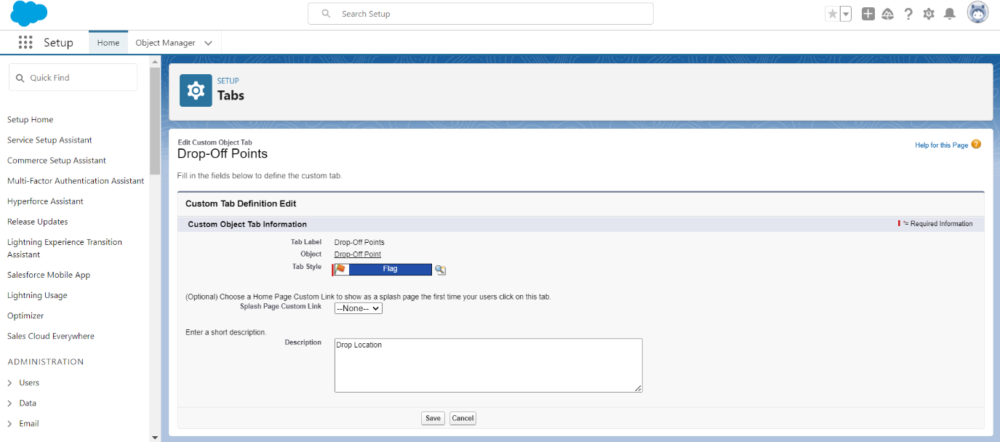 Search Setup
Setup
Home
Object Manager
Quick Find
Setup Home
Service Setup Assistant
Commerce Setup Assistant
Multi-Factor Authentication Assistant
Hyperforce Assistant
Release Updates
Lightning Experience Transition
Assistant
Salesforce Mobile App
Lightning Usage
Optimizer
Sales Cloud Everywhere
ADMINISTRATION
Users
Data
Email
SETUP
Tabs
Edit Custom Object Tab
Drop-Off Points
Help for this Page
Fill in the fields below to define the custom tab.
Custom Tab Definition Edit
Custom Object Tab Information
*= Required Information
Tab Label Drop-Off Points
Object Drop-Off Point
Tab Style Flag
(Optional) Choose a Home Page Custom Link to show as a splash page the first time your users click on this tab.
Splash Page Custom Link --None--
Enter a short description.
Description Drop Location
Save Cancel